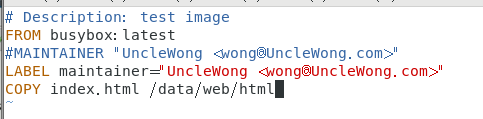 # Description: test image
FROM busybox:latest
#MAINTAINER "UncleWong <wong@UncleWong.com>"
LABEL maintainer="UncleWong <wong@UncleWong.com>"
COPY index.html /data/web/html
~